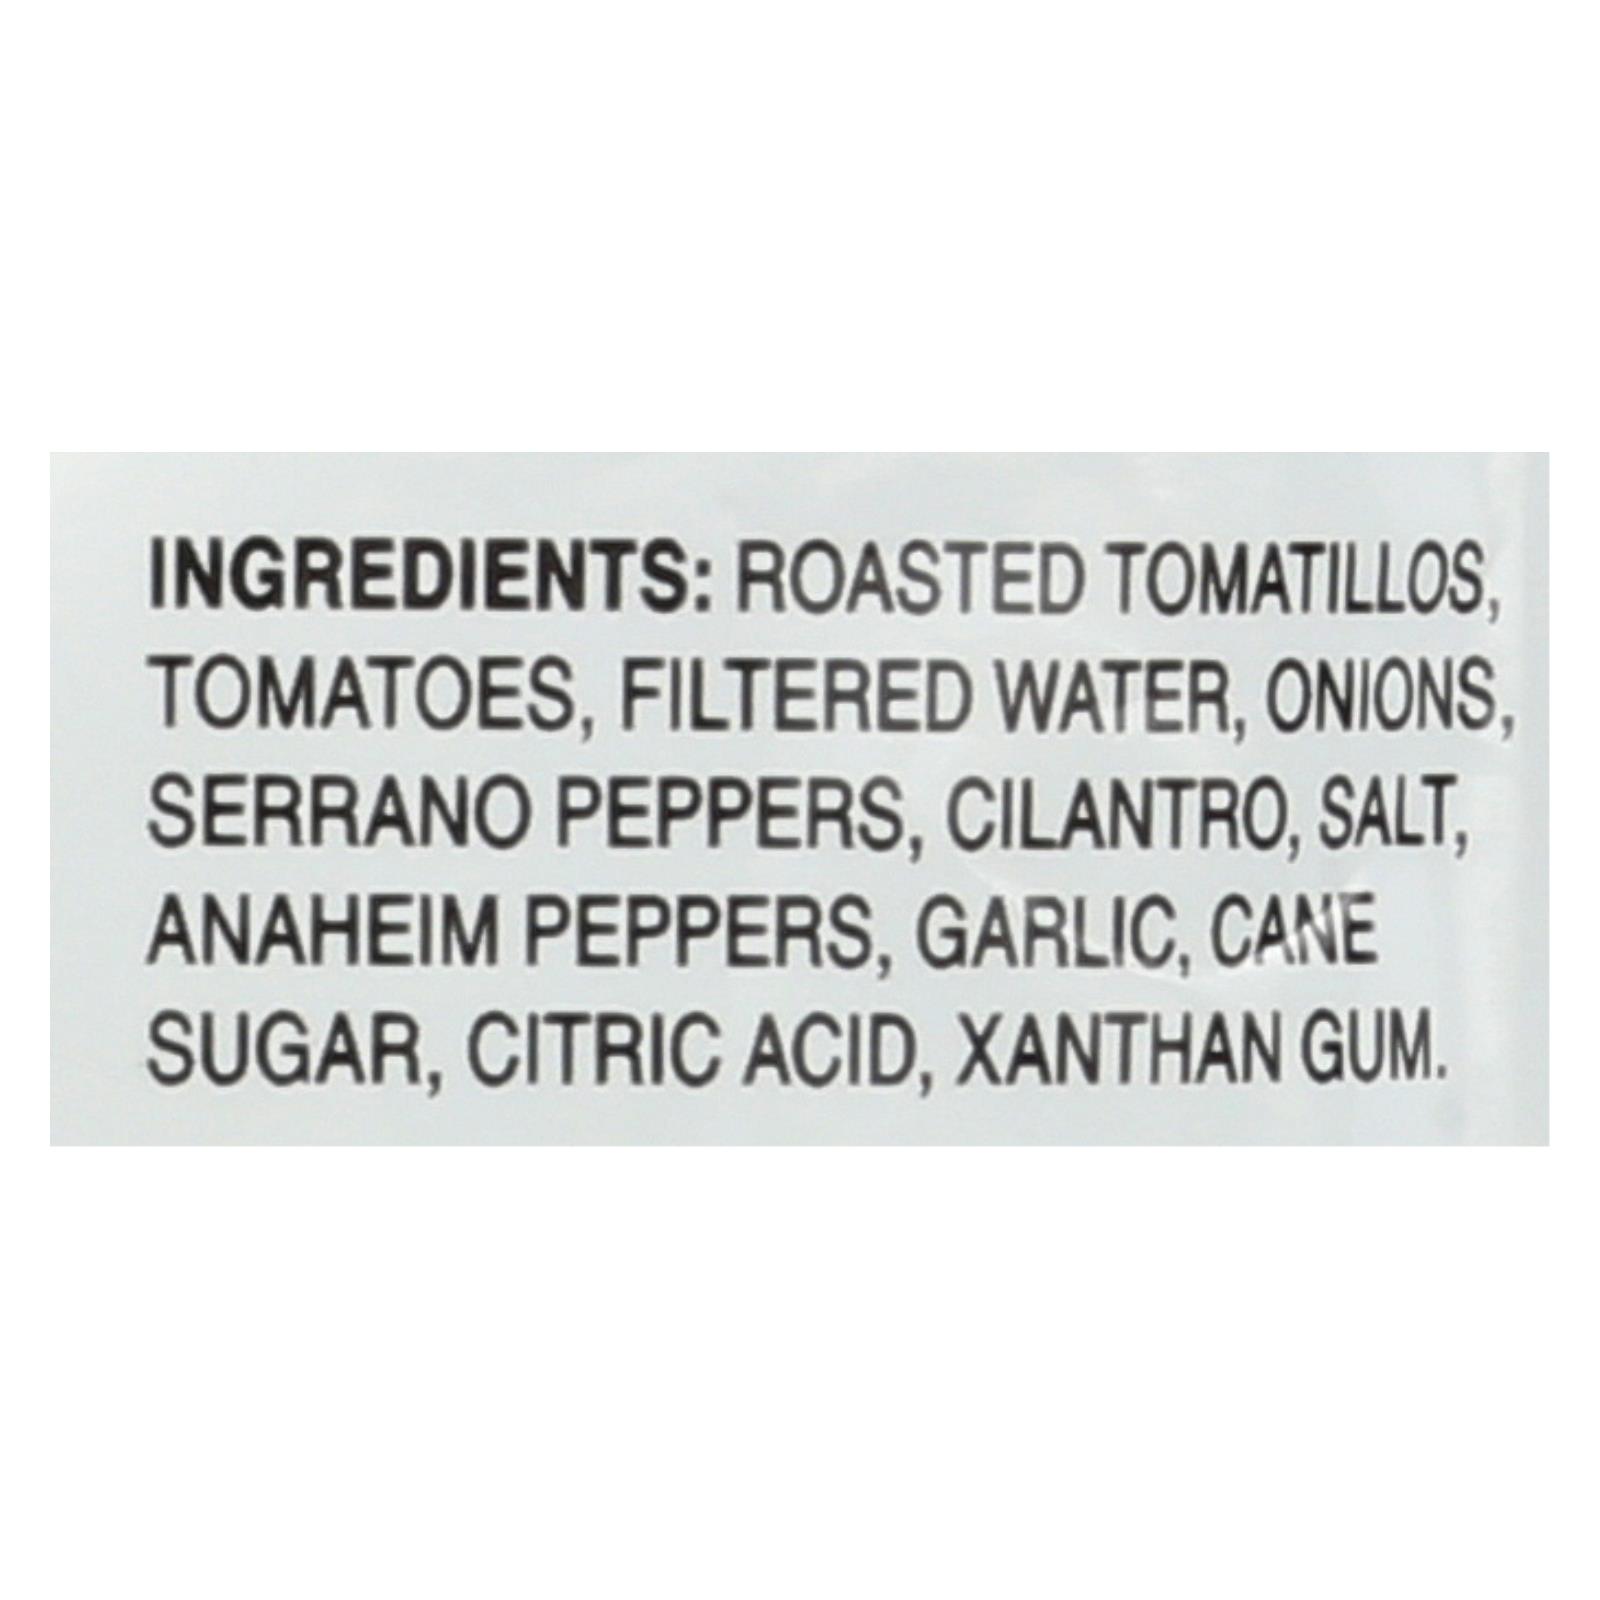 INGREDIENTS: ROASTED TOMATILLOS,
TOMATOES, FILTERED WATER, ONIONS,
SERRANO PEPPERS, CILANTRO, SALT,
ANAHEIM PEPPERS, GARLIC, CANE
SUGAR, CITRIC ACID, XANTHAN GUM.